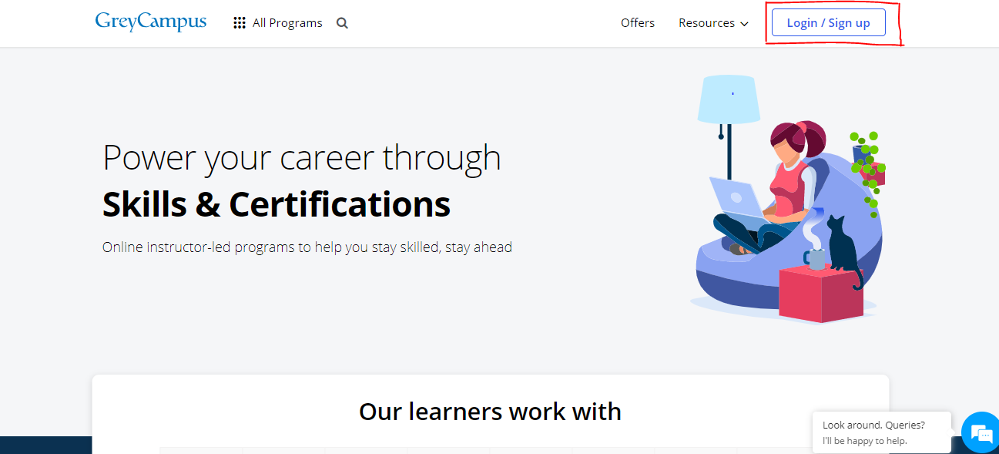 GreyCampus
All Programs
Offers
Resources
Login / Sign up
Power your career through
Skills & Certifications
Online instructor-led programs to help you stay skilled, stay ahead
Our learners work with
Look around. Queries?
I'll be happy to help.